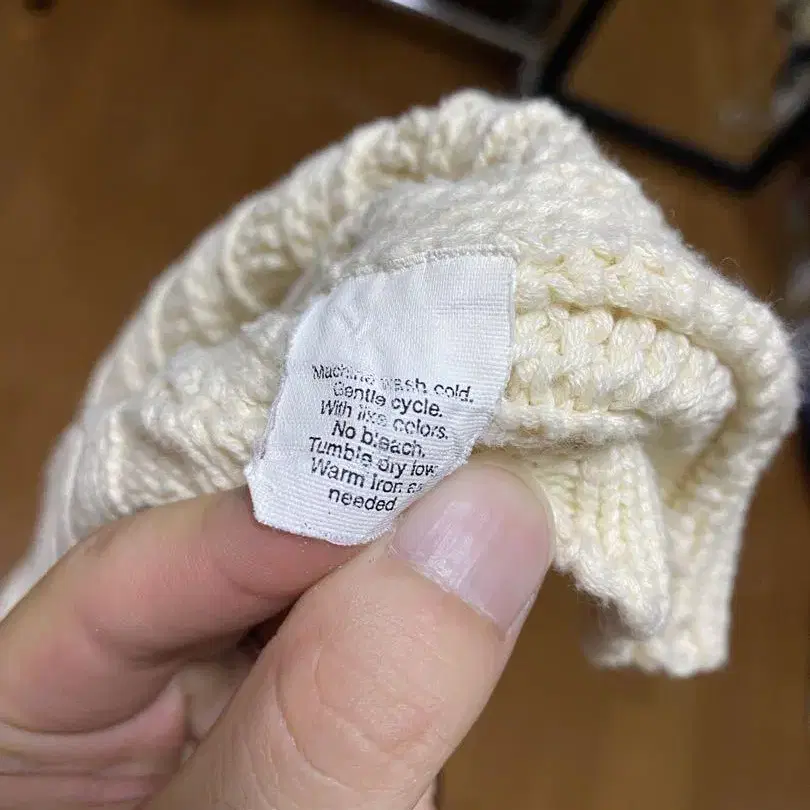 Machine wash cold.
Gentle cycle.
With like colors.
No bleach.
Tumble dry low
Warm Iron as
needed